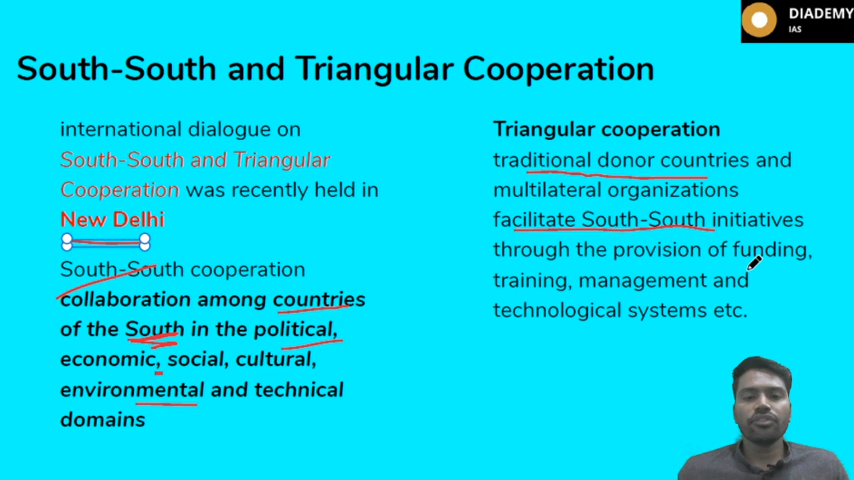 DIADEMY
IAS
South-South and Triangular Cooperation
international dialogue on
South-South and Triangular
Cooperation was recently held in
New Delhi
South-South cooperation
collaboration among countries
of the South in the political,
economic, social, cultural,
environmental and technical
domains
Triangular cooperation
traditional donor countries and
multilateral organizations
facilitate South-South initiatives
through the provision of funding,
training, management and
technological systems etc.